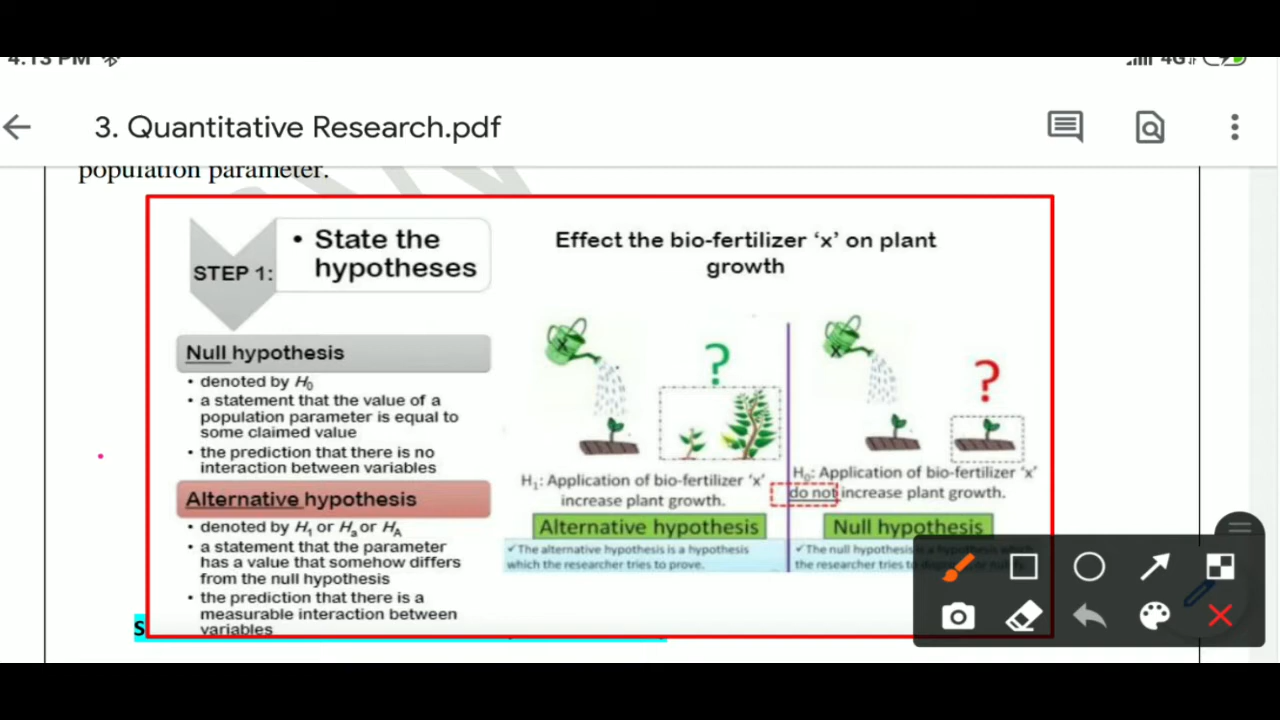 4:13 PM
4G
3. Quantitative Research.pdf
population parameter.
STEP 1:
• State the
hypotheses
Null hypothesis
• denoted by H0
• a statement that the value of a
population parameter is equal to
some claimed value
• the prediction that there is no
interaction between variables
Alternative hypothesis
• denoted by H1 or Ha or HA
• a statement that the parameter
has a value that somehow differs
from the null hypothesis
• the prediction that there is a
measurable interaction between
variables
Effect the bio-fertilizer ‘x’ on plant
growth
X
?
H1: Application of bio-fertilizer ‘x’
increase plant growth.
Alternative hypothesis
✓The alternative hypothesis is a hypothesis
which the researcher tries to prove.
X
?
H0: Application of bio-fertilizer ‘x’
do not increase plant growth.
Null hypothesis
✓The null hypothesis is a hypothesis which
the researcher tries to
S